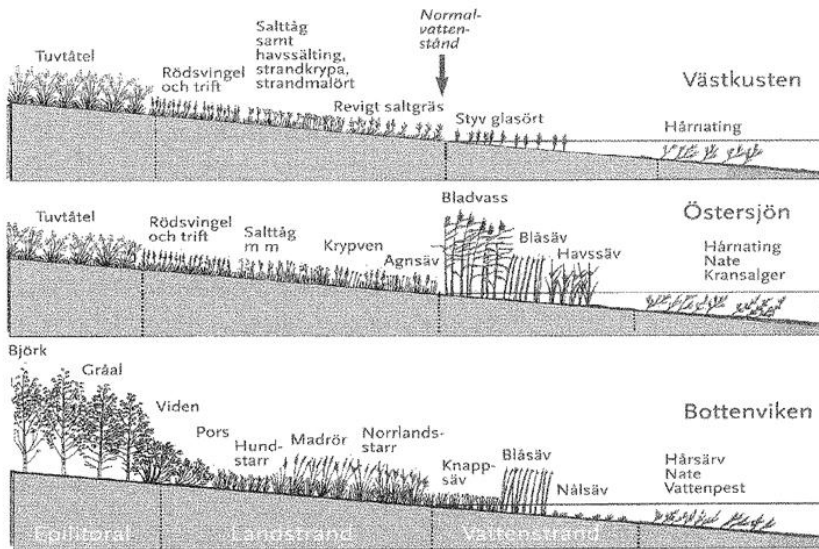 Normal-
vatten-
stånd
Västkusten
Tuvtåtel
Rödsvingel
och trift
Salttåg
samt
havssälting,
strandkrypa,
strandmalört
Revigt saltgräs
Styv glasört
Hårnating
Östersjön
Tuvtåtel
Rödsvingel
och trift
Salttåg
m m
Krypven
Agnsäv
Bladvass
Blåsäv
Havssäv
Hårnating
Nate
Kransalger
Bottenviken
Björk
Gråal
Viden
Pors
Hund-
starr
Madrör
Norrlands-
starr
Knapp-
säv
Blåsäv
Nålsäv
Hårsärv
Nate
Vattenpest
Epilitoral
Landstrand
Vattenstrand